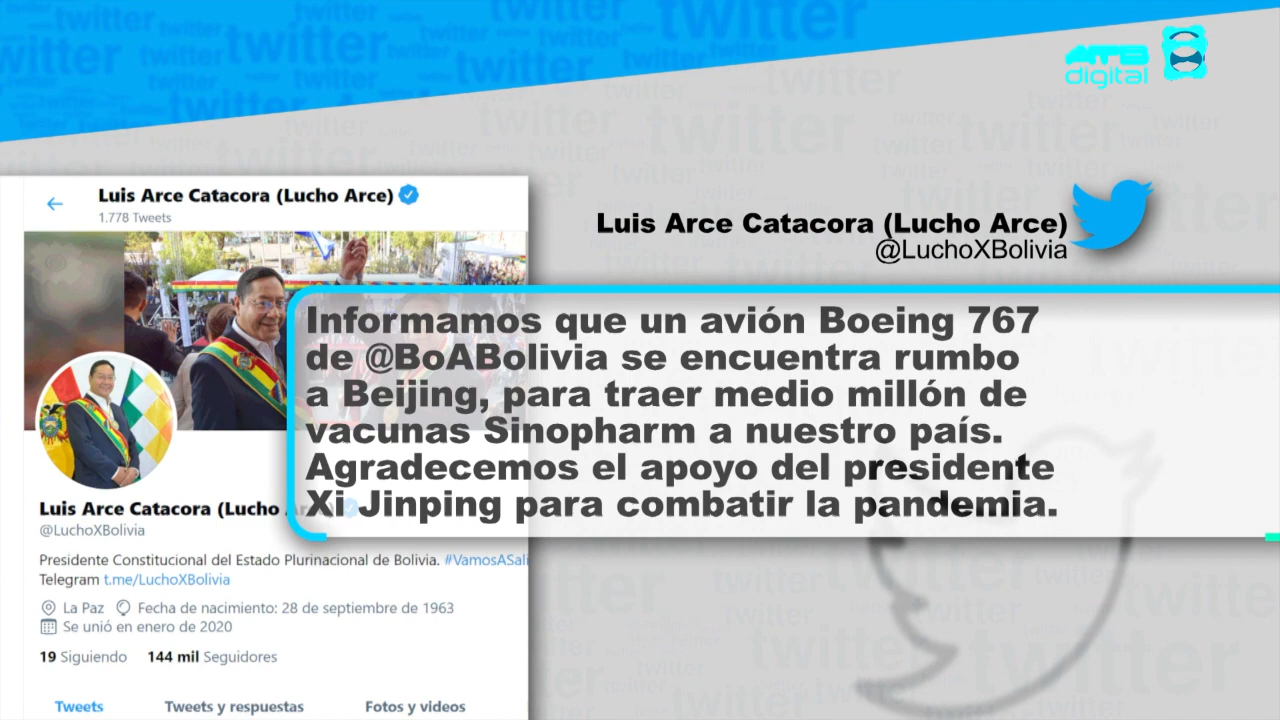 ATB
digital
Luis Arce Catacora (Lucho Arce)
1.778 Tweets
Luis Arce Catacora (Lucho Arce)
@LuchoXBolivia
Informamos que un avión Boeing 767
de @BoABolivia se encuentra rumbo
a Beijing, para traer medio millón de
vacunas Sinopharm a nuestro país.
Agradecemos el apoyo del presidente
Xi Jinping para combatir la pandemia.
Luis Arce Catacora (Lucho
@LuchoXBolivia
Presidente Constitucional del Estado Plurinacional de Bolivia. #VamosASali
Telegram t.me/LuchoXBolivia
La Paz Fecha de nacimiento: 28 de septiembre de 1963
Se unió en enero de 2020
19 Siguiendo 144 mil Seguidores
Tweets Tweets y respuestas Fotos y videos